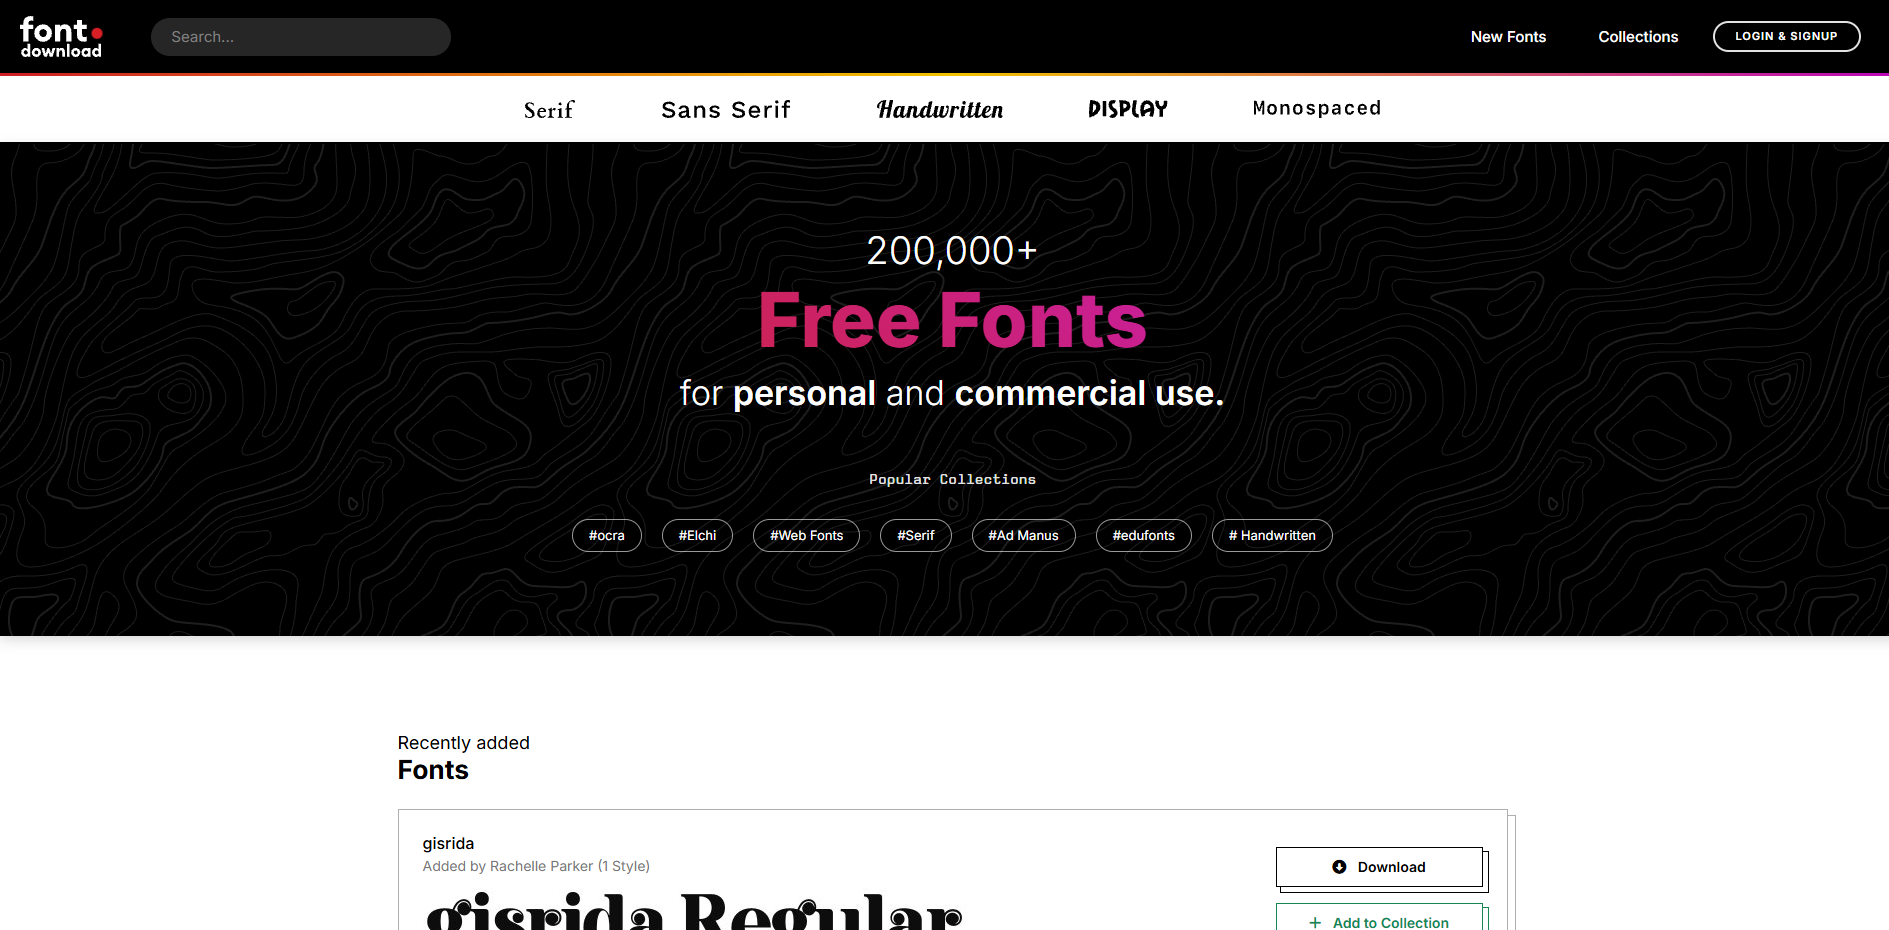 font
download
Search...
New Fonts
Collections
LOGIN & SIGNUP
Serif
Sans Serif
Handwritten
DISPLAY
Monospaced
200,000+
Free Fonts
for personal and commercial use.
Popular Collections
#ocra
#Elchi
#Web Fonts
#Serif
#Ad Manus
#edufonts
# Handwritten
Recently added
Fonts
gisrida
Added by Rachelle Parker (1 Style)
gisrida Regular
Download
+ Add to Collection